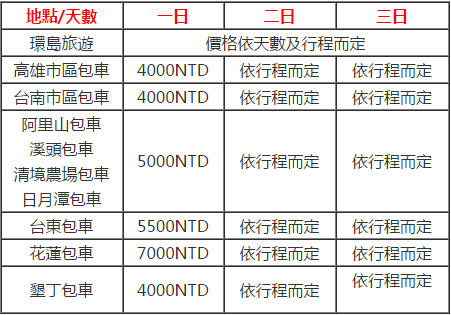 地點/天數 一日 二日 三日
環島旅遊 價格依天數及行程而定
高雄市區包車 4000NTD 依行程而定 依行程而定
台南市區包車 4000NTD 依行程而定 依行程而定
阿里山包車
溪頭包車
清境農場包車
日月潭包車
5000NTD 依行程而定 依行程而定
台東包車 5500NTD 依行程而定 依行程而定
花蓮包車 7000NTD 依行程而定 依行程而定
墾丁包車 4000NTD 依行程而定 依行程而定